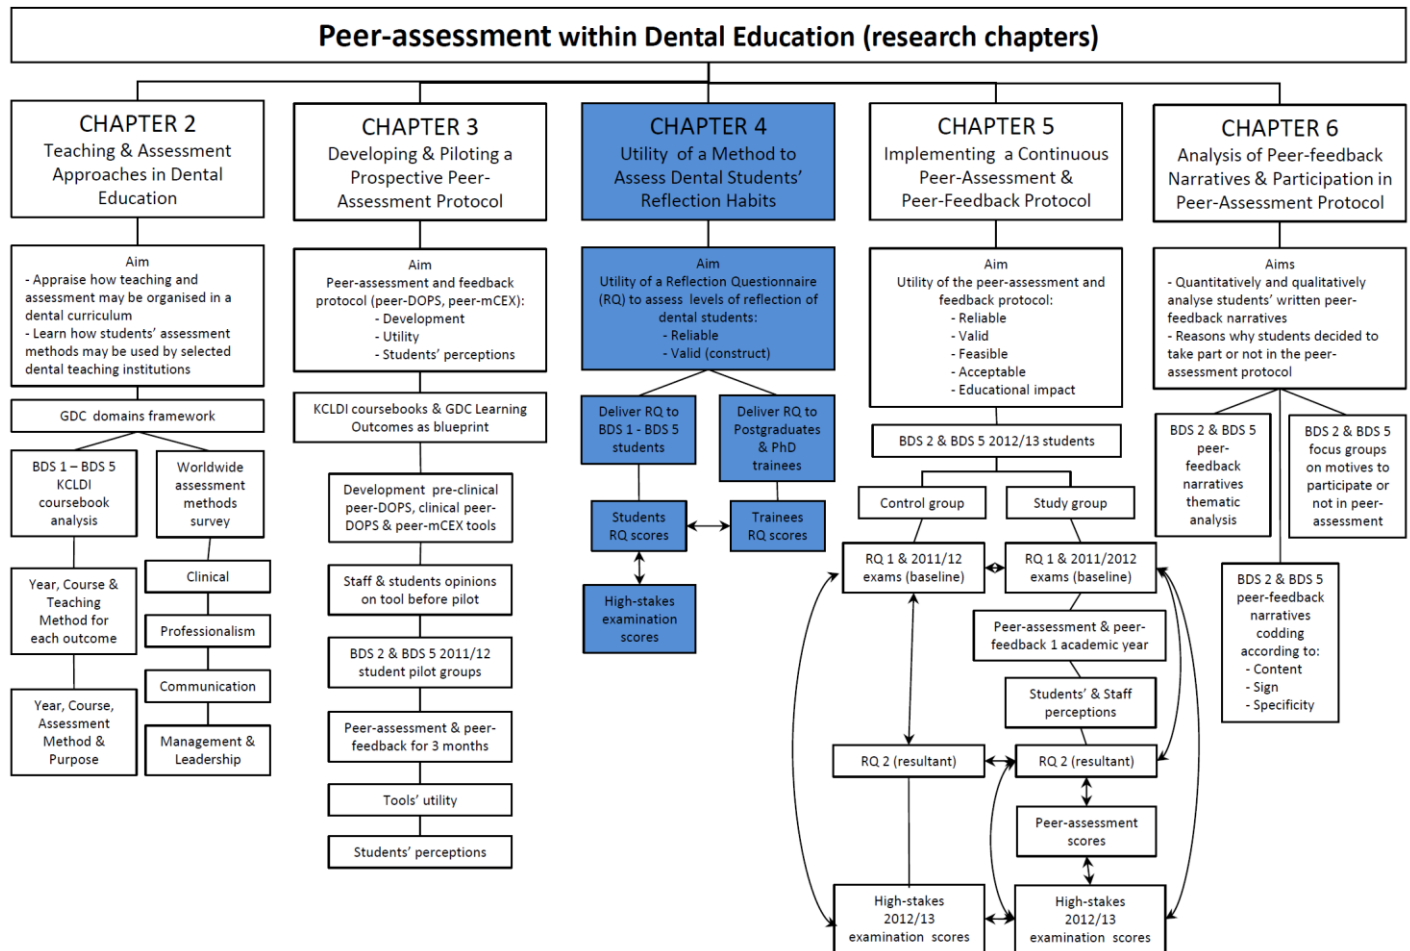 Peer-assessment within Dental Education (research chapters)
CHAPTER 2
Teaching & Assessment
Approaches in Dental
Education
Aim
- Appraise how teaching and
assessment may be organised in a
dental curriculum
- Learn how students' assessment
methods may be used by selected
dental teaching institutions
GDC domains framework
BDS 1 – BDS 5
KCLDI
coursebook
analysis
Year, Course &
Teaching
Method for
each outcome
Year, Course,
Assessment
Method &
Purpose
Worldwide
assessment
methods
survey
Clinical
Professionalism
Communication
Management &
Leadership
CHAPTER 3
Developing & Piloting a
Prospective Peer-
Assessment Protocol
Aim
Peer-assessment and feedback
protocol (peer-DOPS, peer-mCEX):
- Development
- Utility
- Students' perceptions
KCLDI coursebooks & GDC Learning
Outcomes as blueprint
Development pre-clinical
peer-DOPS, clinical peer-
DOPS & peer-mCEX tools
Staff & students opinions
on tool before pilot
BDS 2 & BDS 5 2011/12
student pilot groups
Peer-assessment & peer-
feedback for 3 months
Tools' utility
Students' perceptions
CHAPTER 4
Utility of a Method to
Assess Dental Students'
Reflection Habits
Aim
Utility of a Reflection Questionnaire
(RQ) to assess levels of reflection of
dental students:
- Reliable
- Valid (construct)
Deliver RQ to
BDS 1 - BDS 5
students
Deliver RQ to
Postgraduates
& PhD
trainees
Students
RQ scores
Trainees
RQ scores
High-stakes
examination
scores
CHAPTER 5
Implementing a Continuous
Peer-Assessment &
Peer-Feedback Protocol
Aim
Utility of the peer-assessment and
feedback protocol:
- Reliable
- Valid
- Feasible
- Acceptable
- Educational impact
BDS 2 & BDS 5 2012/13 students
Control group
Study group
RQ 1 & 2011/12
exams (baseline)
RQ 1 & 2011/2012
exams (baseline)
Peer-assessment & peer-
feedback 1 academic year
Students' & Staff
perceptions
RQ 2 (resultant)
RQ 2 (resultant)
Peer-assessment
scores
High-stakes
2012/13
examination scores
High-stakes
2012/13
examination scores
CHAPTER 6
Analysis of Peer-feedback
Narratives & Participation in
Peer-Assessment Protocol
Aims
- Quantitatively and qualitatively
analyse students' written peer-
feedback narratives
- Reasons why students decided to
take part or not in the peer-
assessment protocol
BDS 2 & BDS 5
peer-
feedback
narratives
thematic
analysis
BDS 2 & BDS 5
focus groups
on motives to
participate or
not in peer-
assessment
BDS 2 & BDS 5
peer-feedback
narratives
codding
according to:
- Content
- Sign
- Specificity